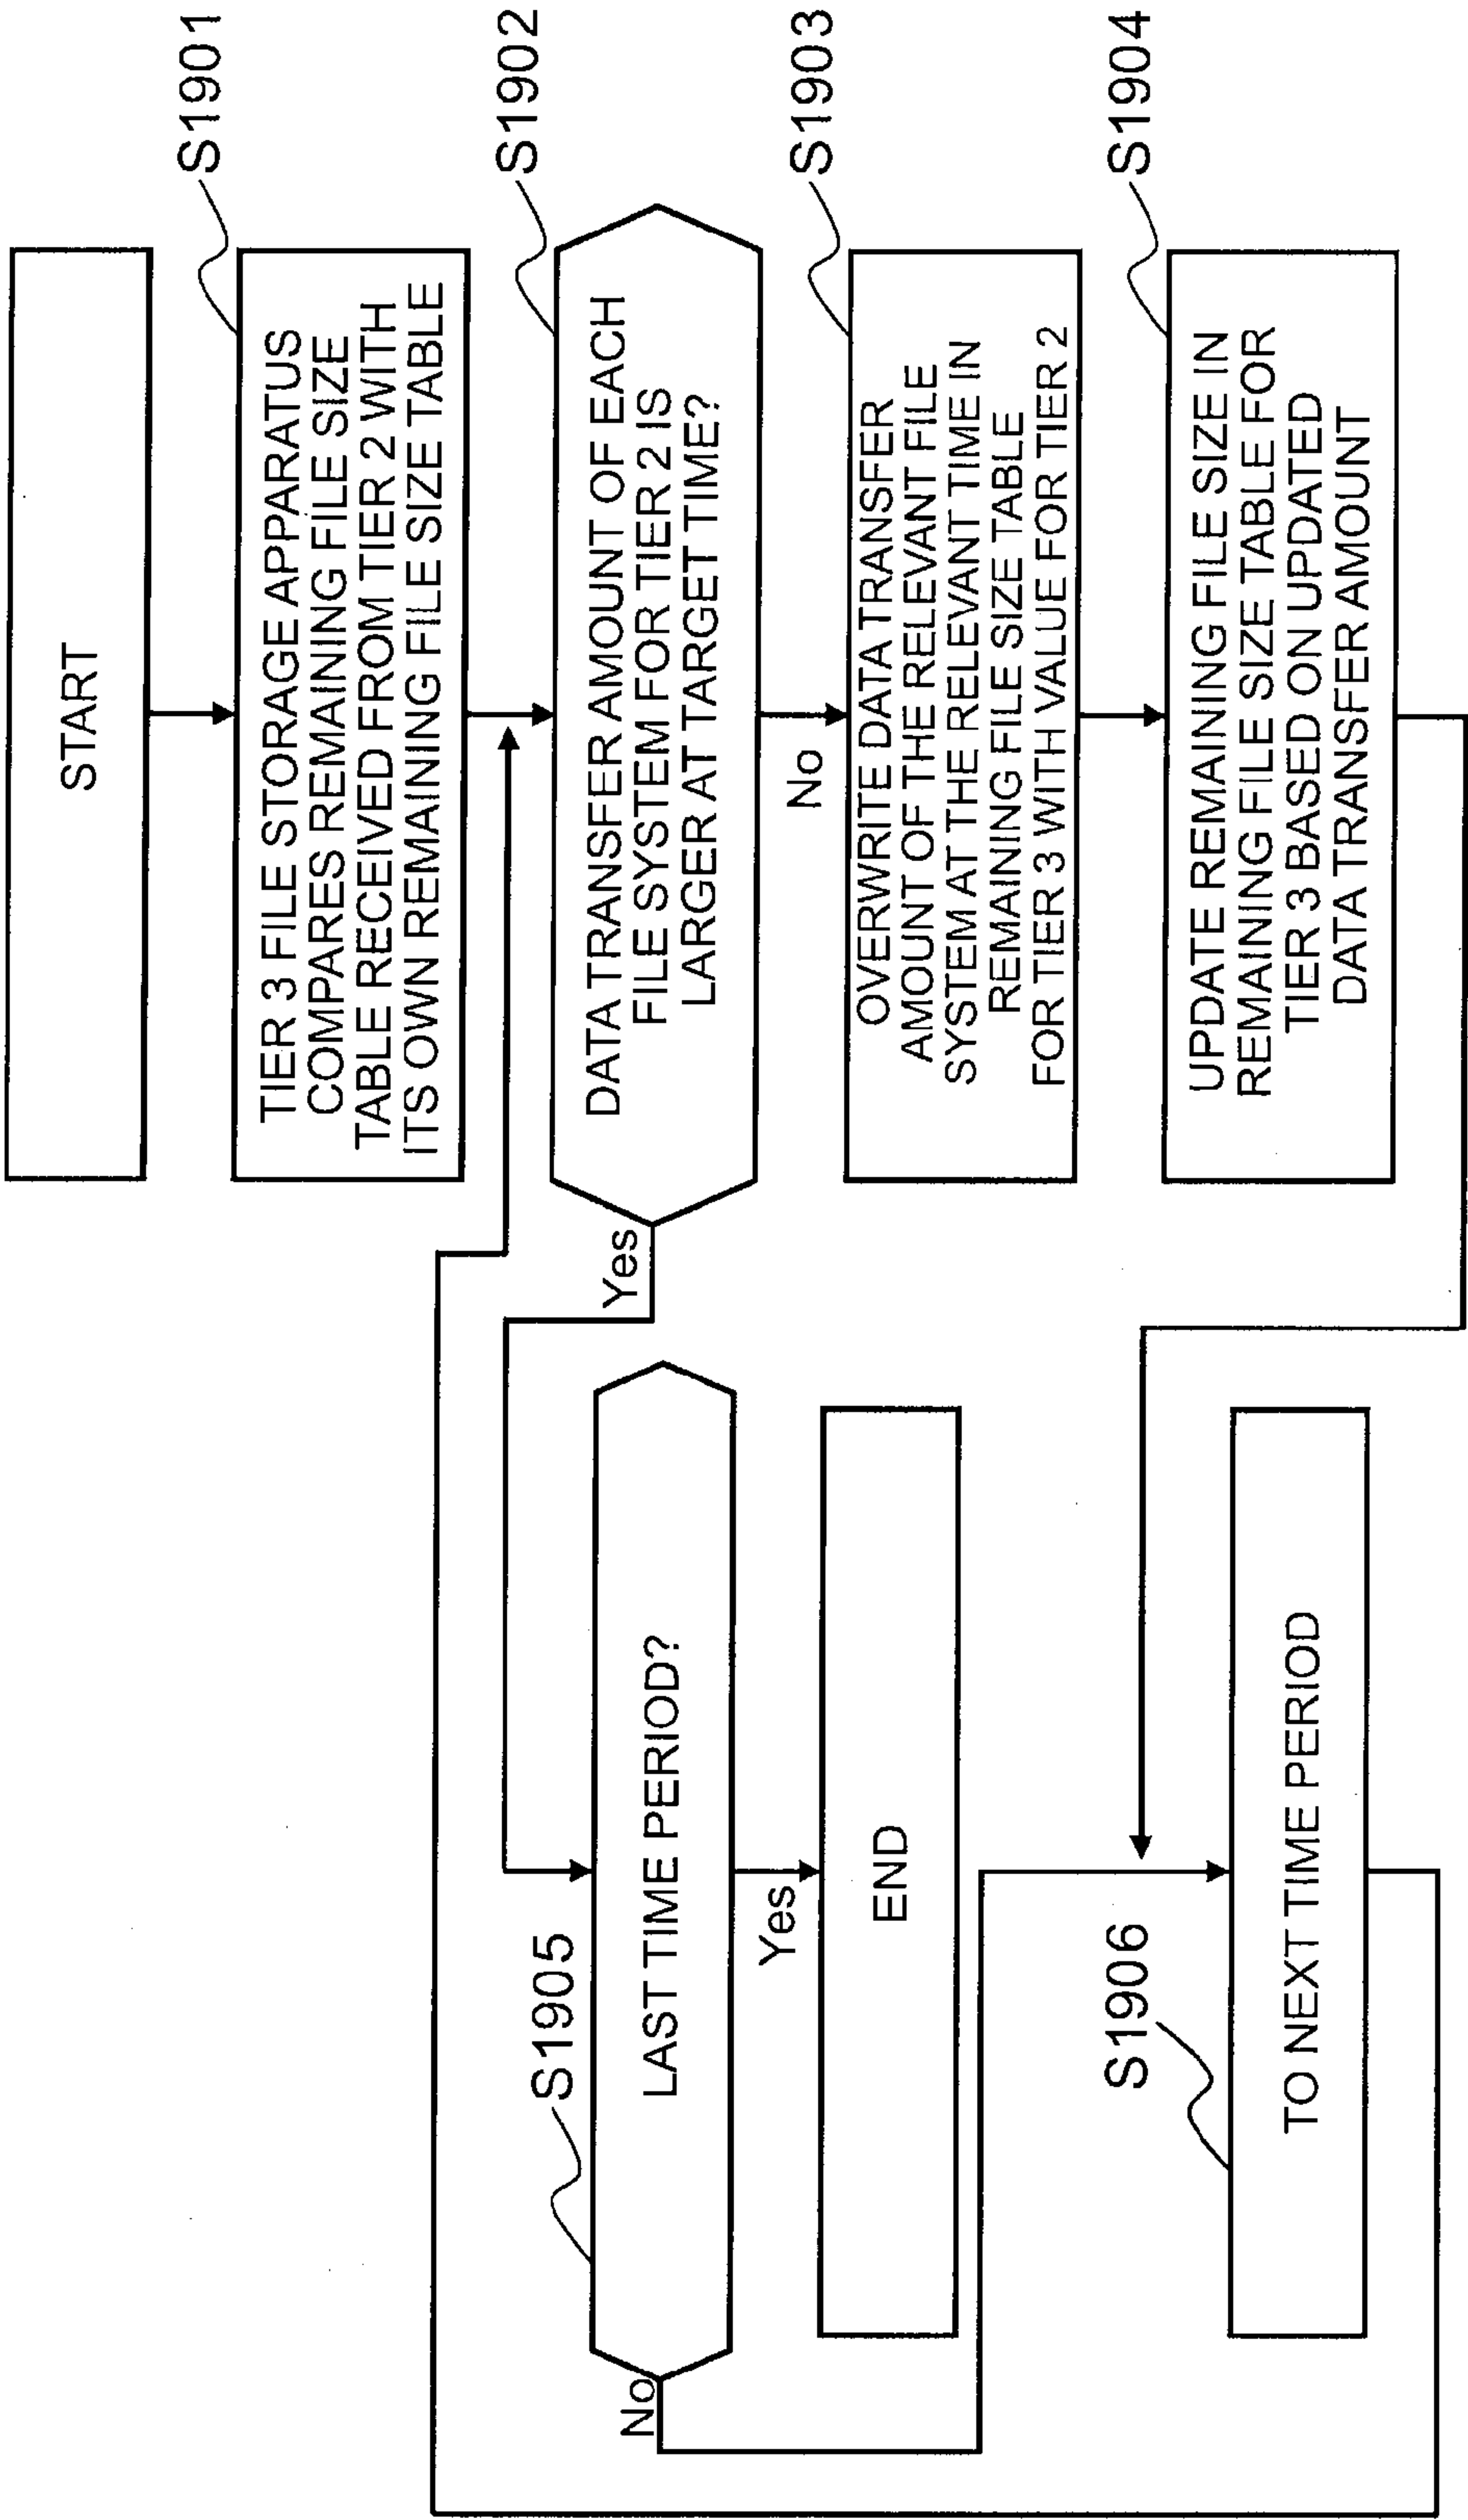 START
S1901
TIER 3 FILE STORAGE APPARATUS
COMPARES REMAINING FILE SIZE
TABLE RECEIVED FROM TIER 2 WITH
ITS OWN REMAINING FILE SIZE TABLE
S1902
DATA TRANSFER AMOUNT OF EACH
FILE SYSTEM FOR TIER 2 IS
LARGER AT TARGET TIME?
Yes
No
S1903
OVERWRITE DATA TRANSFER
AMOUNT OF THE RELEVANT FILE
SYSTEM AT THE RELEVANT TIME IN
REMAINING FILE SIZE TABLE
FOR TIER 3 WITH VALUE FOR TIER 2
S1904
UPDATE REMAINING FILE SIZE IN
REMAINING FILE SIZE TABLE FOR
TIER 3 BASED ON UPDATED
DATA TRANSFER AMOUNT
S1905
LAST TIME PERIOD?
No
Yes
END
S1906
TO NEXT TIME PERIOD